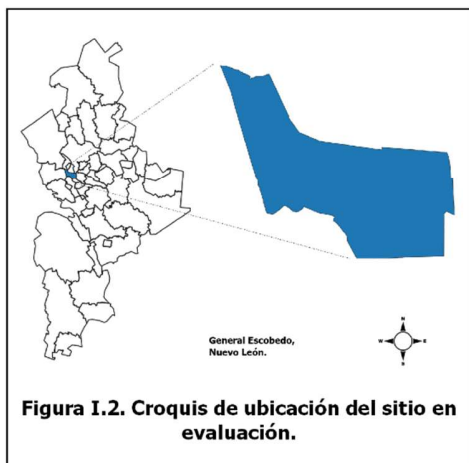 General Escobedo,
Nuevo León.
N
W E
S
Figura I.2. Croquis de ubicación del sitio en
evaluación.